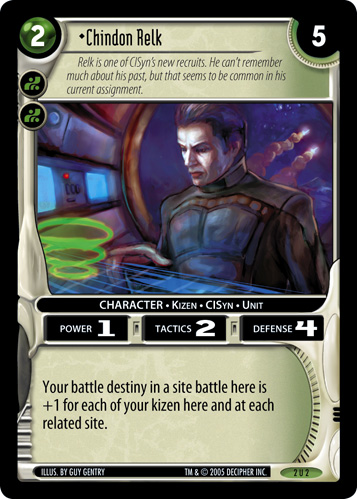 2
•Chindon Relk
5
Relk is one of CISyn's new recruits. He can't remember
much about his past, but that seems to be common in his
current assignment.
CHARACTER • KIZEN • CISYN • UNIT
POWER 1 TACTICS 2 DEFENSE 4
Your battle destiny in a site battle here is
+1 for each of your kizen here and at each
related site.
ILLUS. BY GUY GENTRY TM & © 2005 DECIPHER INC. 2 U 2